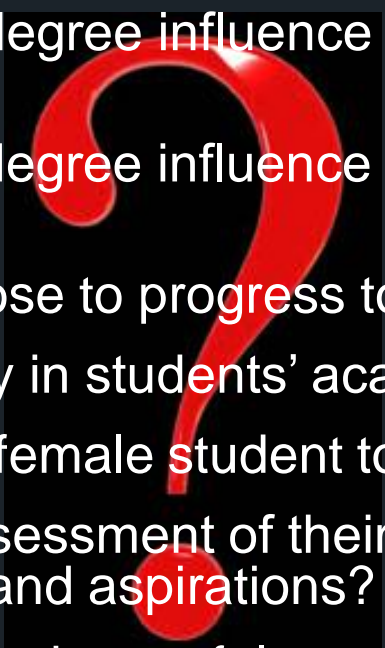 degree influence
degree influence
ose to progress to
y in students’ aca
female student to
sessment of their
and aspirations?